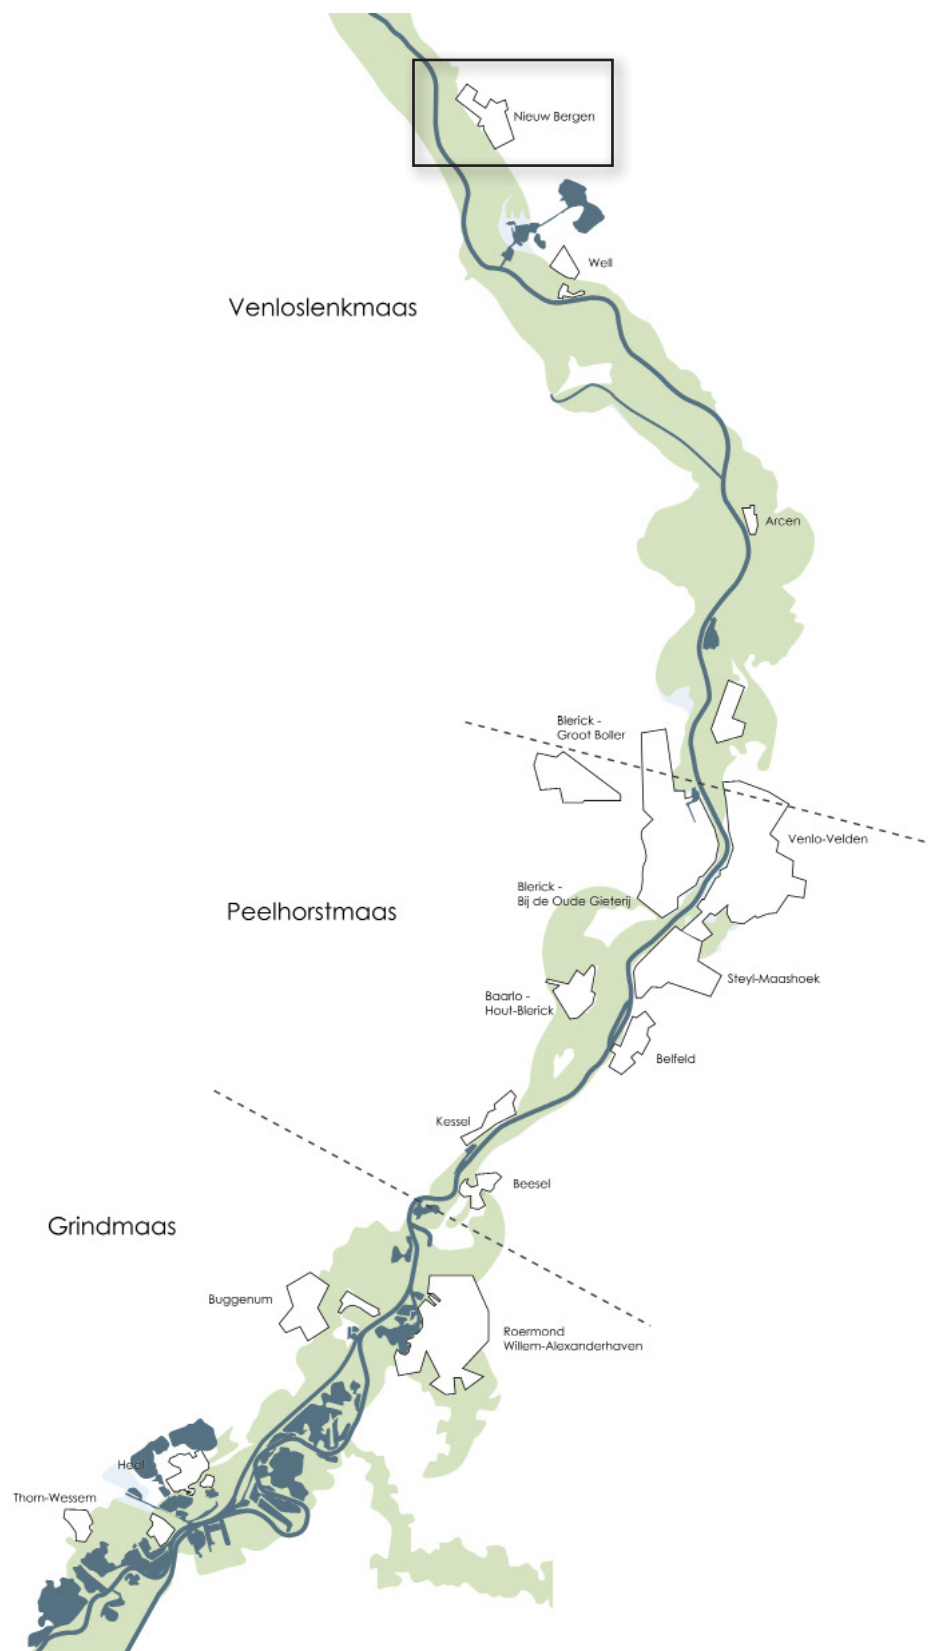 Nieuw Bergen
Well
Venloslenkmaas
Arcen
Blerick -
Groot Boller
Venlo-Velden
Blerick -
Bij de Oude Gieterij
Peelhorstmaas
Steyl-Maashoek
Baarlo -
Hout-Blerick
Belfeld
Kessel
Beesel
Grindmaas
Buggenum
Roermond
Willem-Alexanderhaven
Heel
Thorn-Wessem